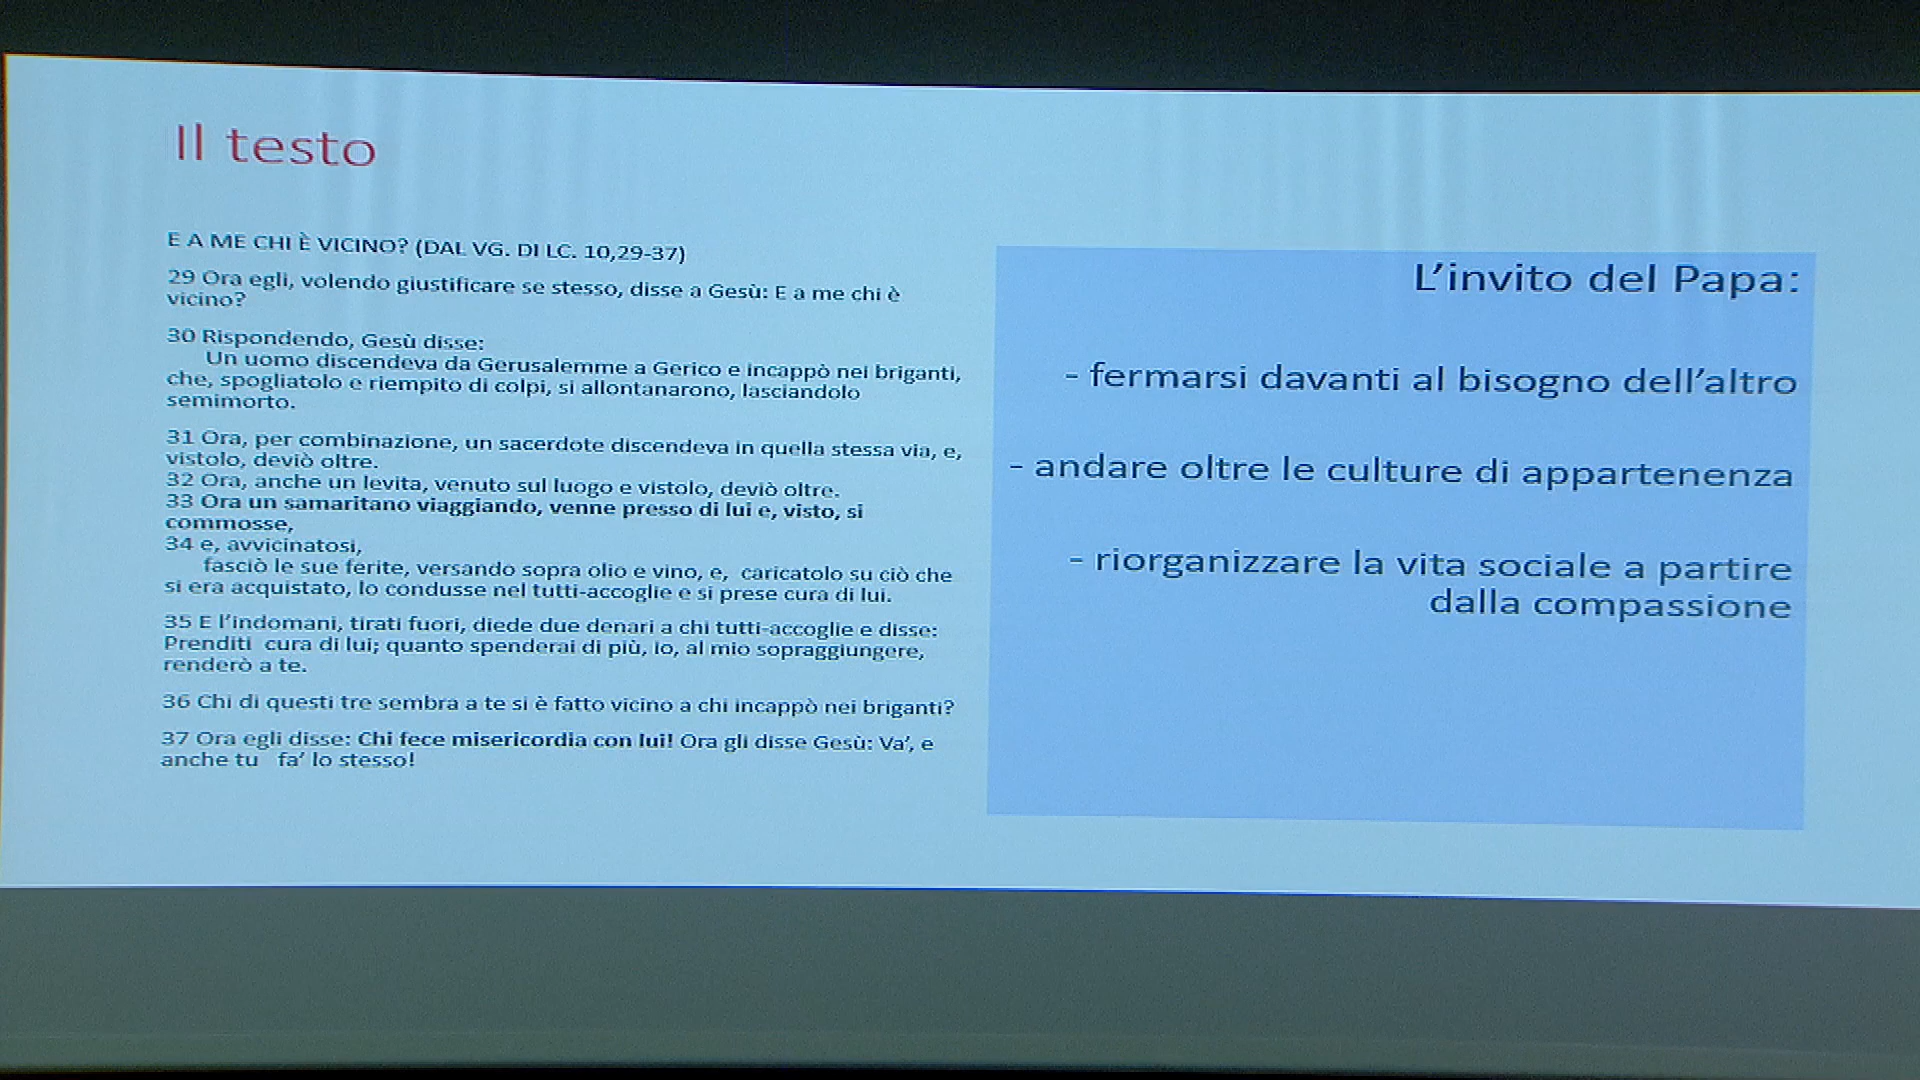 Il testo
E A ME CHI È VICINO? (DAL VG. DI LC. 10,29-37)
29 Ora egli, volendo giustificare se stesso, disse a Gesù: E a me chi è
vicino?
30 Rispondendo, Gesù disse:
Un uomo discendeva da Gerusalemme a Gerico e incappò nei briganti,
che, spogliatolo e riempito di colpi, si allontanarono, lasciandolo
semimorto.
31 Ora, per combinazione, un sacerdote discendeva in quella stessa via, e,
vistolo, deviò oltre.
32 Ora, anche un levita, venuto sul luogo e vistolo, deviò oltre.
33 Ora un samaritano viaggiando, venne presso di lui e, visto, si
commosse,
34 e, avvicinatosi,
fasciò le sue ferite, versando sopra olio e vino, e, caricatolo su ciò che
si era acquistato, lo condusse nel tutti-accoglie e si prese cura di lui.
35 E l'indomani, tirati fuori, diede due denari a chi tutti-accoglie e disse:
Prenditi cura di lui; quanto spenderai di più, io, al mio sopraggiungere,
renderò a te.
36 Chi di questi tre sembra a te si è fatto vicino a chi incappò nei briganti?
37 Ora egli disse: Chi fece misericordia con lui! Ora gli disse Gesù: Va', e
anche tu fa' lo stesso!
L'invito del Papa:
- fermarsi davanti al bisogno dell'altro
- andare oltre le culture di appartenenza
- riorganizzare la vita sociale a partire
dalla compassione